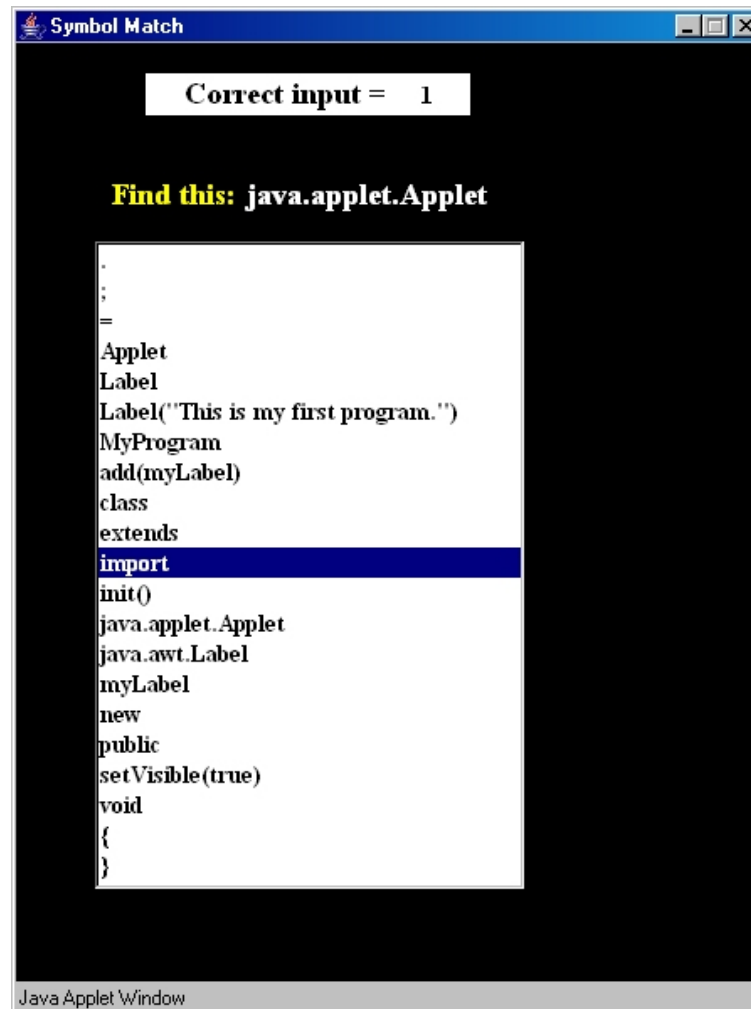 Symbol Match
Correct input = 1
Find this: java.applet.Applet
.
;
=
Applet
Label
Label("This is my first program.")
MyProgram
add(myLabel)
class
extends
import
init()
java.applet.Applet
java.awt.Label
myLabel
new
public
setVisible(true)
void
{
}
Java Applet Window